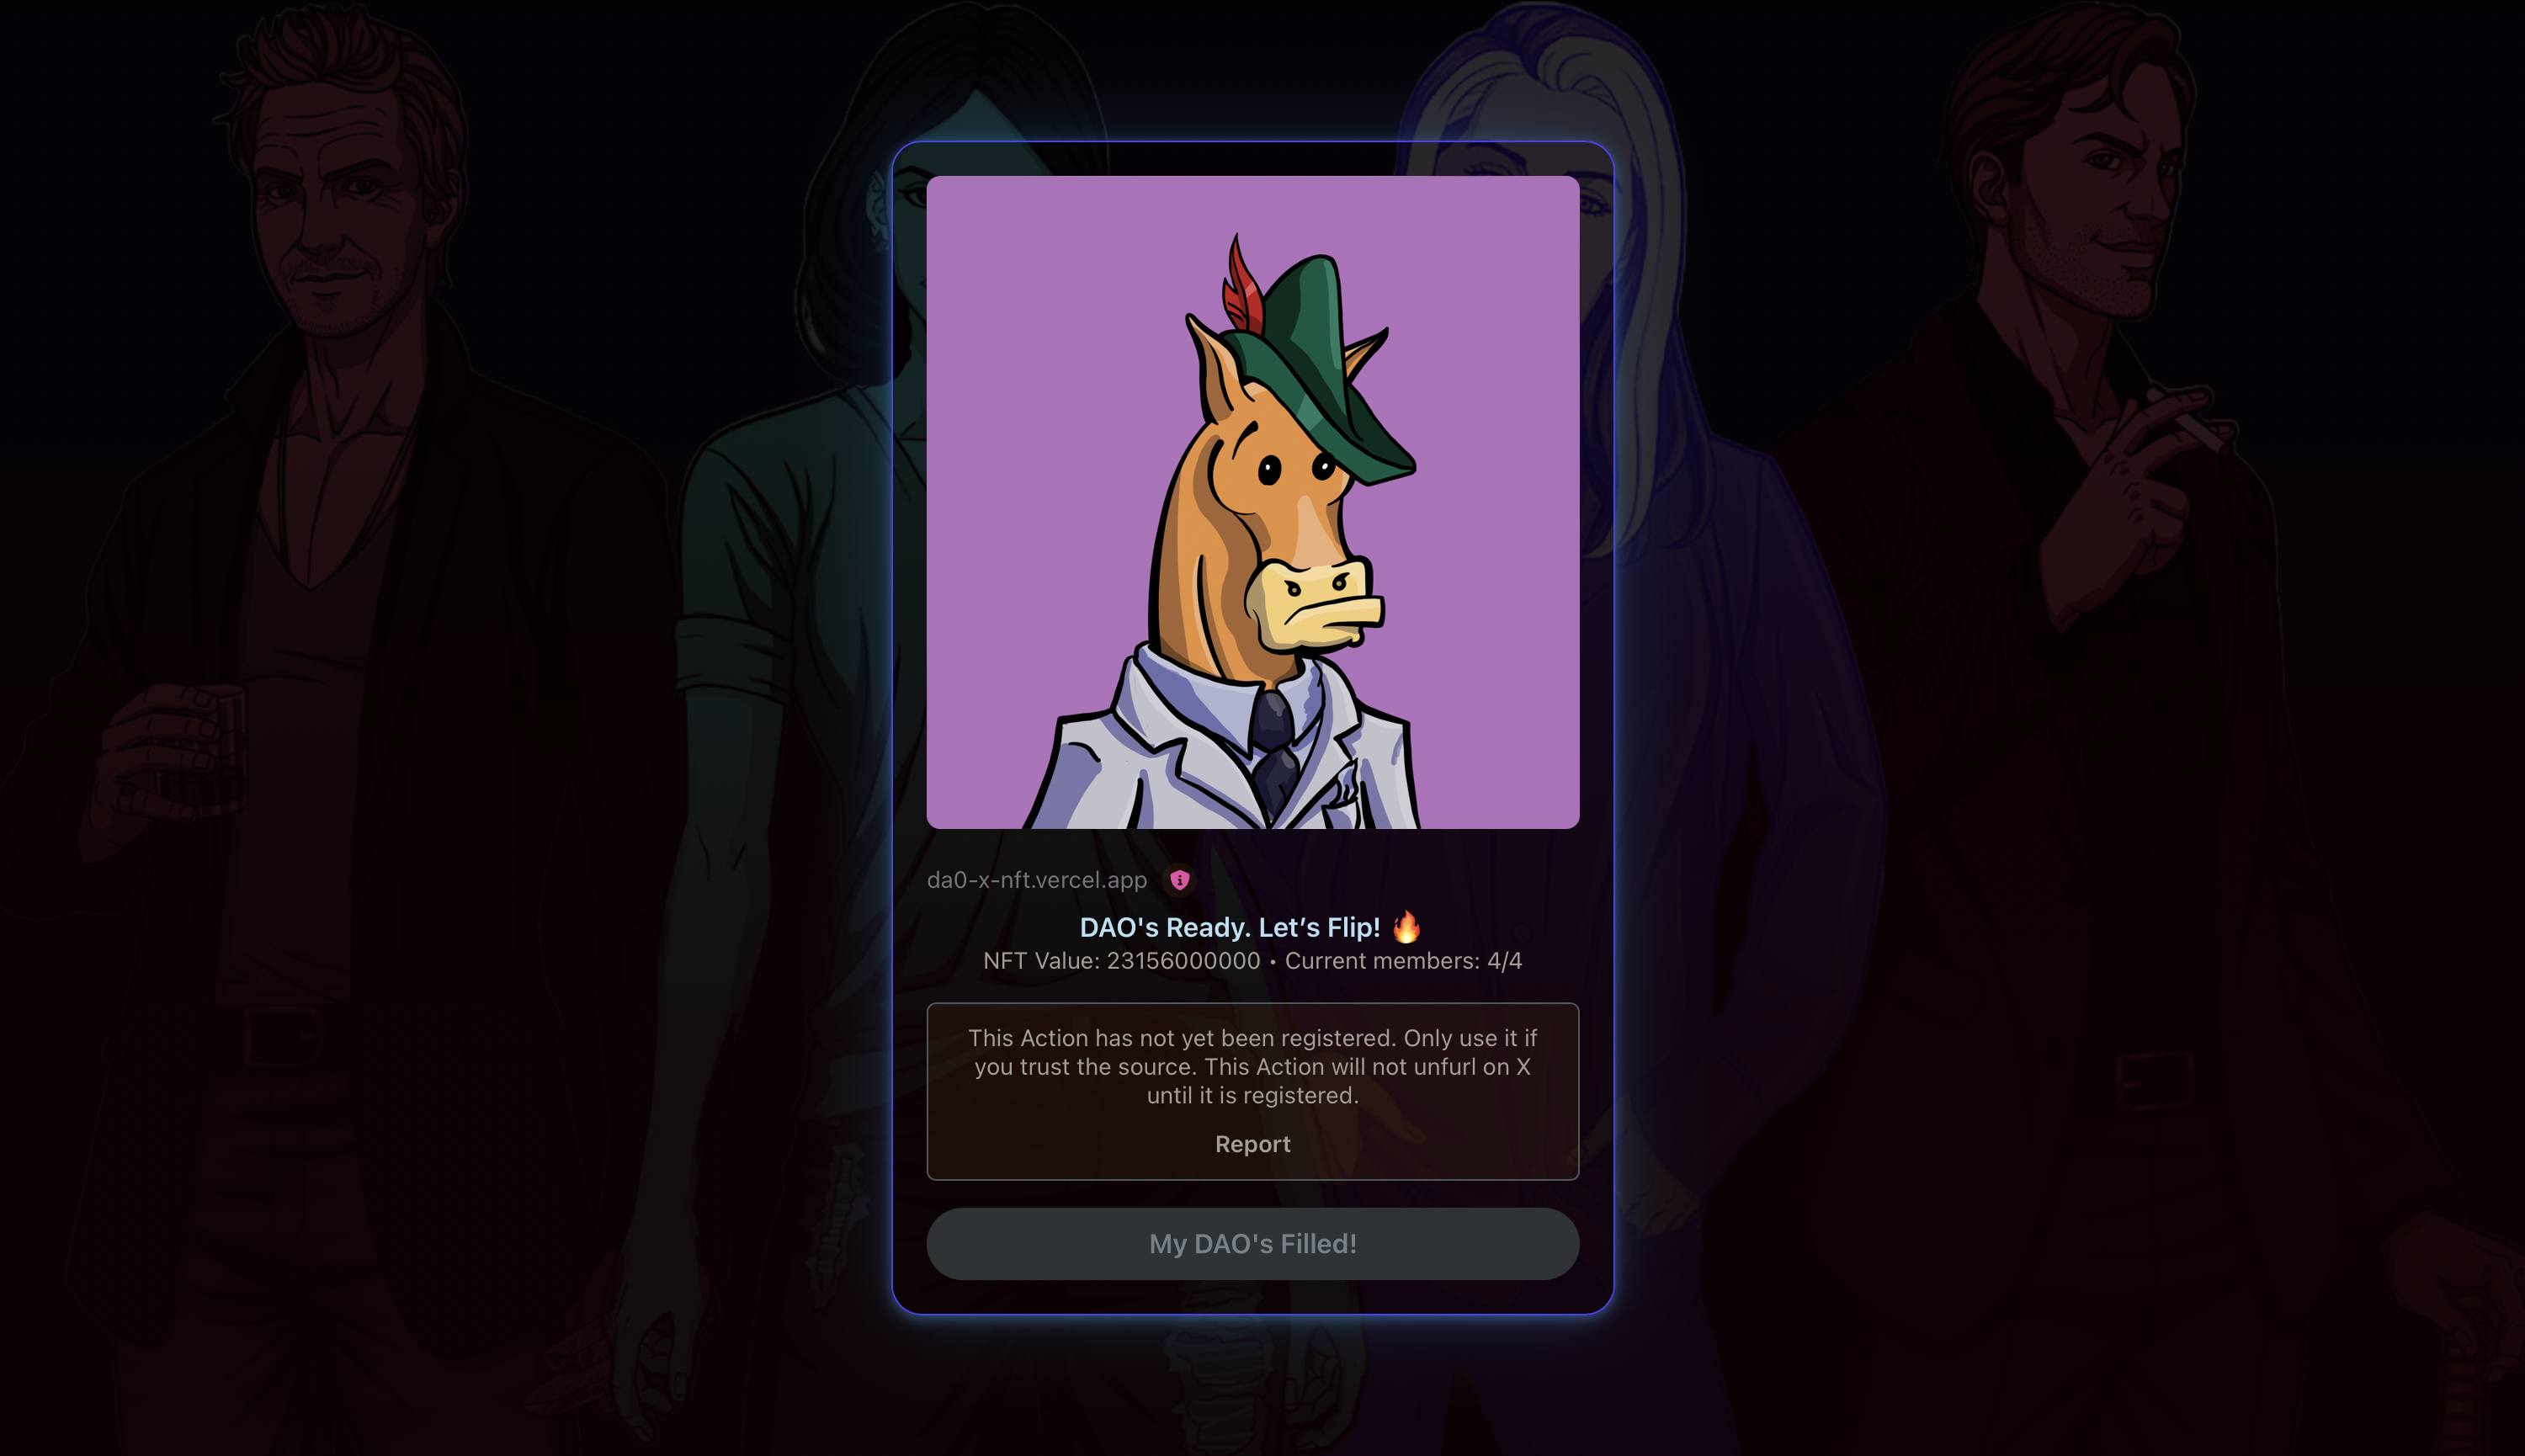 da0-x-nft.vercel.app
DAO's Ready. Let’s Flip! 🔥
NFT Value: 23156000000 • Current members: 4/4
This Action has not yet been registered. Only use it if
you trust the source. This Action will not unfurl on X
until it is registered.
Report
My DAO's Filled!